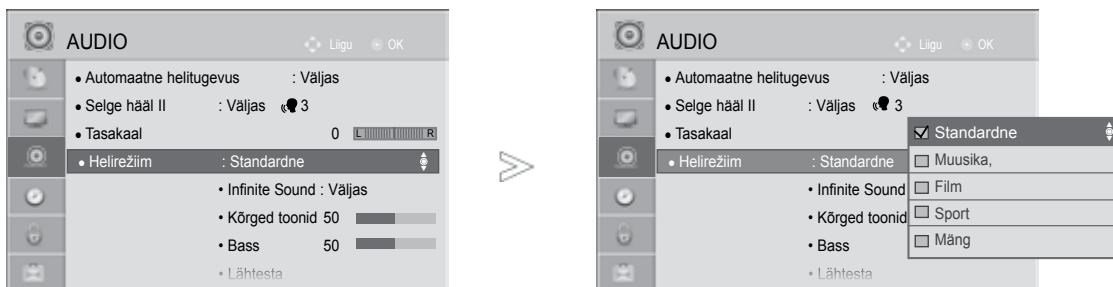 AUDIO
Liigu OK
• Automaatne helitugevus : Väljas
• Selge hääl II : Väljas 3
• Tasakaal 0 L R
• Helirežiim : Standardne
• Infinite Sound : Väljas
• Kõrged toonid 50
• Bass 50
• Lähtesta
AUDIO
Liigu OK
• Automaatne helitugevus : Väljas
• Selge hääl II : Väljas 3
• Tasakaal
• Helirežiim : Standardne
• Infinite Sound
• Kõrged toonid
• Bass
• Lähtesta
Standardne
Muusika,
Film
Sport
Mäng